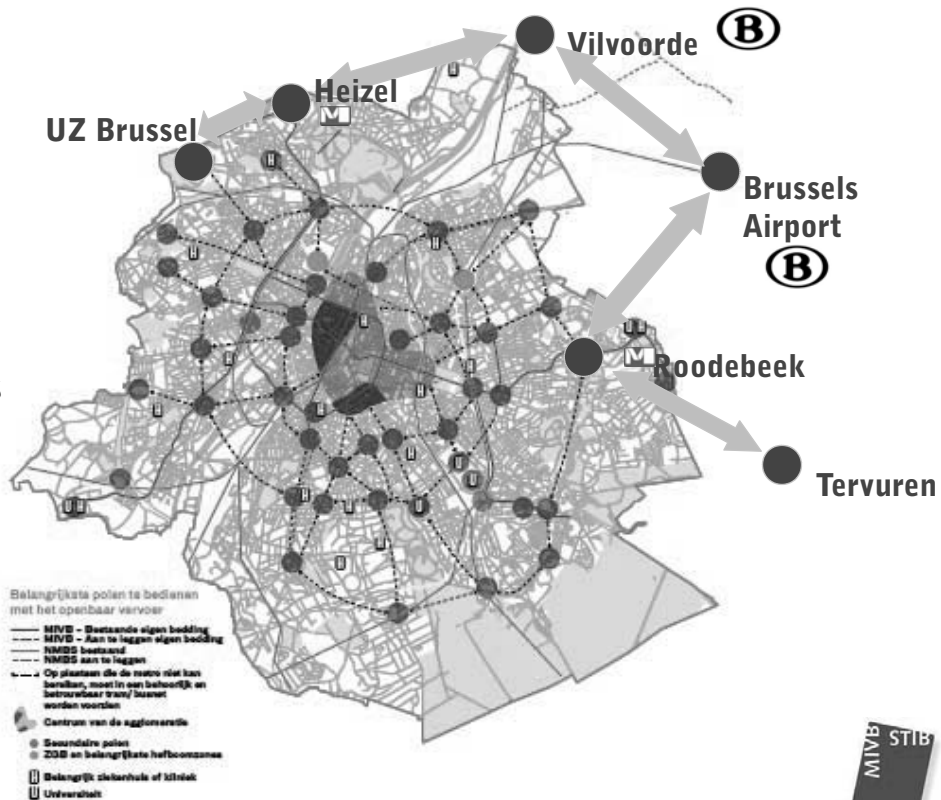 Vilvoorde
B
Heizel
M
UZ Brussel
Brussels
Airport
B
M
Roodebeek
Tervuren
Belangrijkste polen te bedienen
met het openbaar vervoer
MIVB – Bestaande eigen bedding
MIVB – Aan te leggen eigen bedding
NMBS bestaand
NMBS aan te leggen
Op plaatsen die de metro niet kan
bereiken, moet in een behoorlijk en
betrouwbaar tram/ busnet
worden voorzien
Centrum van de agglomeratie
Secundaire polen
ZGB en belangrijkste hefboomzones
H Belangrijk ziekenhuis of kliniek
U Universiteit
MIVB STIB